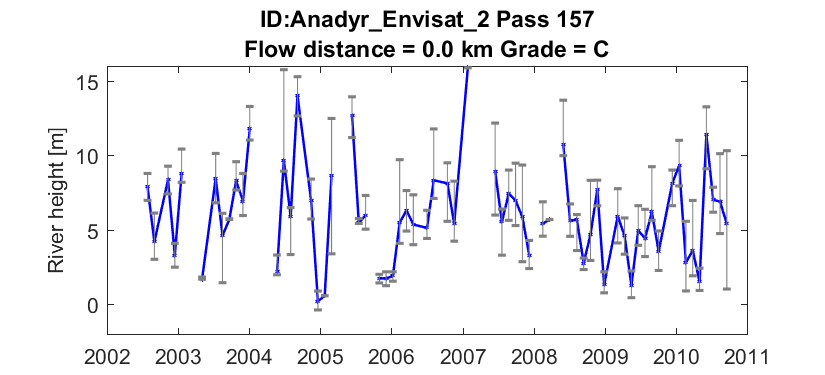 ID:Anadyr_Envisat_2 Pass 157
Flow distance = 0.0 km Grade = C
River height [m]
15
10
5
0
2002 2003 2004 2005 2006 2007 2008 2009 2010 2011